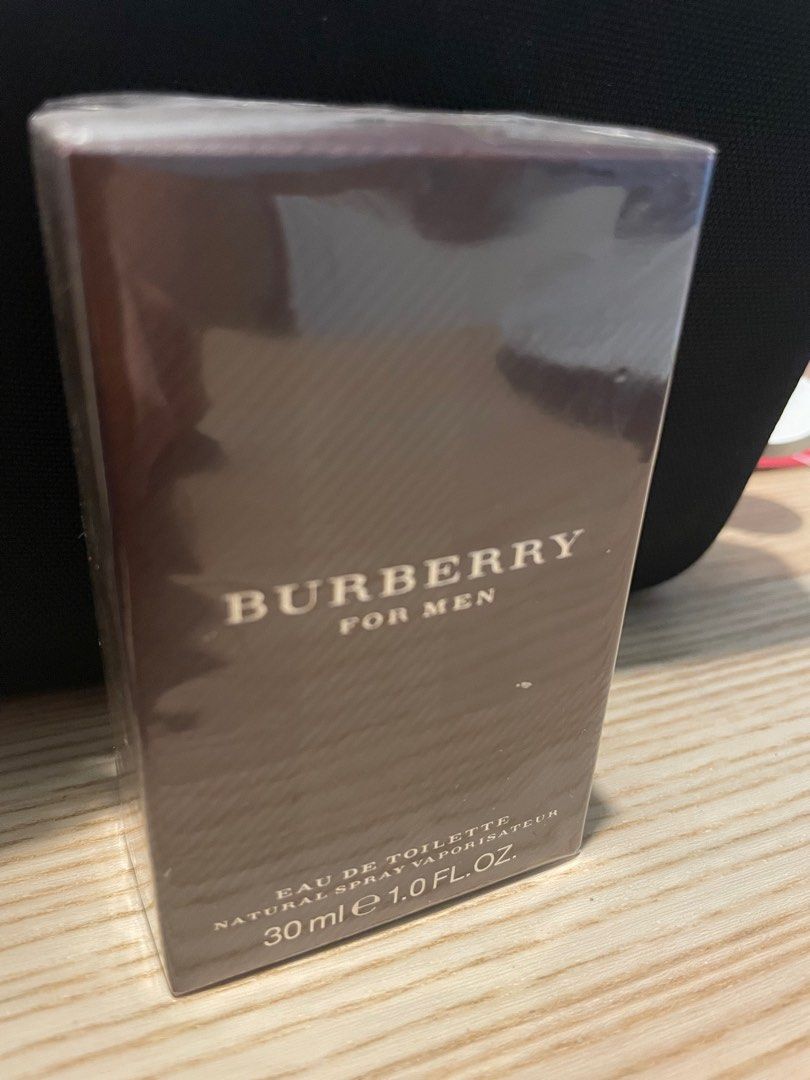 BURBERRY
FOR MEN
EAU DE TOILETTE
NATURAL SPRAY VAPORISATEUR
30 ml ℮ 1.0 FL. OZ.